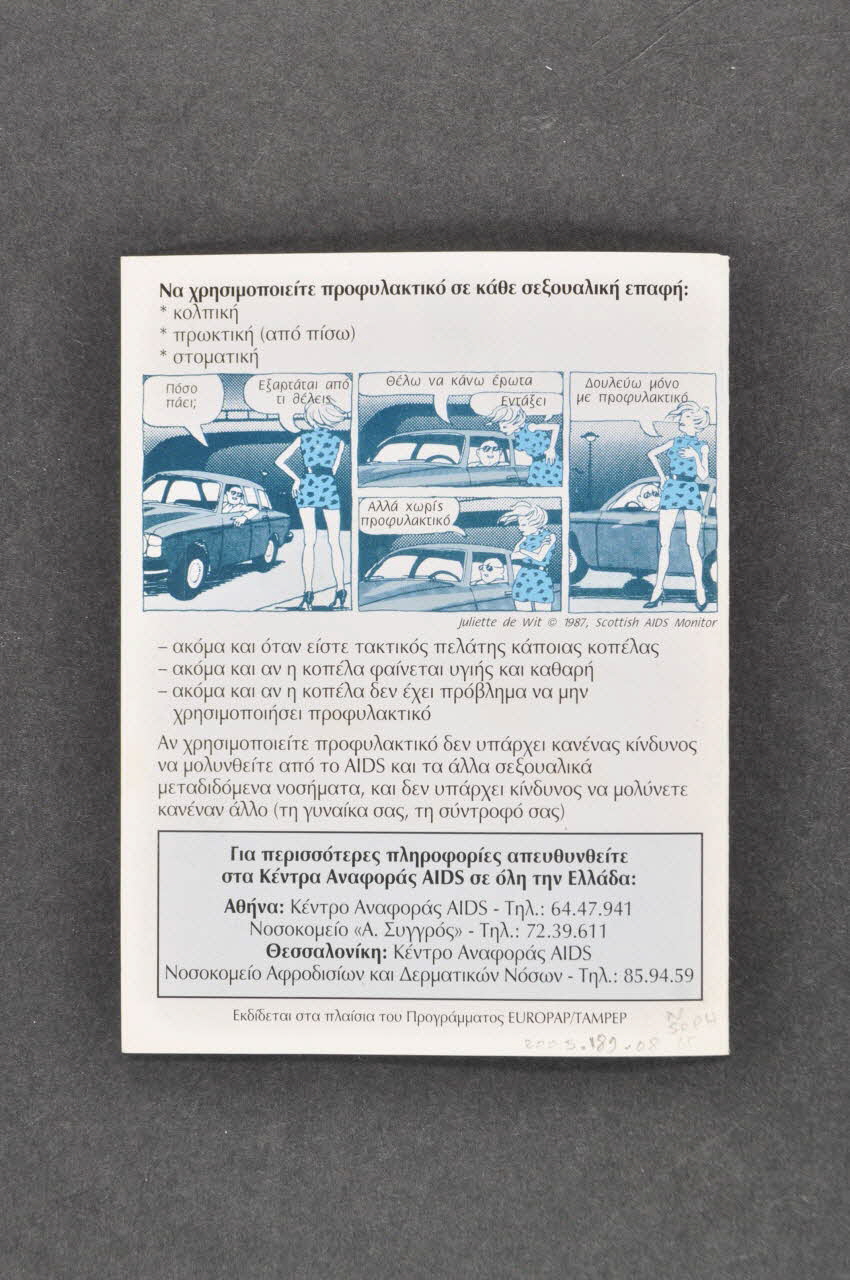 Να χρησιμοποιείτε προφυλακτικό σε κάθε σεξουαλική επαφή:
* κολπική
* πρωκτική (από πίσω)
* στοματική
Πόσο
πάει;
Εξαρτάται από
τι θέλεις
Θέλω να κάνω έρωτα
Εντάξει
Αλλά χωρίς
προφυλακτικό
Δουλεύω μόνο
με προφυλακτικό
Juliette de Wit © 1987, Scottish AIDS Monitor
– ακόμα και όταν είστε τακτικός πελάτης κάποιας κοπέλας
– ακόμα και αν η κοπέλα φαίνεται υγιής και καθαρή
– ακόμα και αν η κοπέλα δεν έχει πρόβλημα να μην
χρησιμοποιήσει προφυλακτικό
Αν χρησιμοποιείτε προφυλακτικό δεν υπάρχει κανένας κίνδυνος
να μολυνθείτε από το AIDS και τα άλλα σεξουαλικά
μεταδιδόμενα νοσήματα, και δεν υπάρχει κίνδυνος να μολύνετε
κανέναν άλλο (τη γυναίκα σας, τη σύντροφό σας)
Για περισσότερες πληροφορίες απευθυνθείτε
στα Κέντρα Αναφοράς AIDS σε όλη την Ελλάδα:
Αθήνα: Κέντρο Αναφοράς AIDS - Τηλ.: 64.47.941
Νοσοκομείο «Α. Συγγρός» - Τηλ.: 72.39.611
Θεσσαλονίκη: Κέντρο Αναφοράς AIDS
Νοσοκομείο Αφροδισίων και Δερματικών Νόσων - Τηλ.: 85.94.59
Εκδίδεται στα πλαίσια του Προγράμματος EUROPAP/TAMPEP